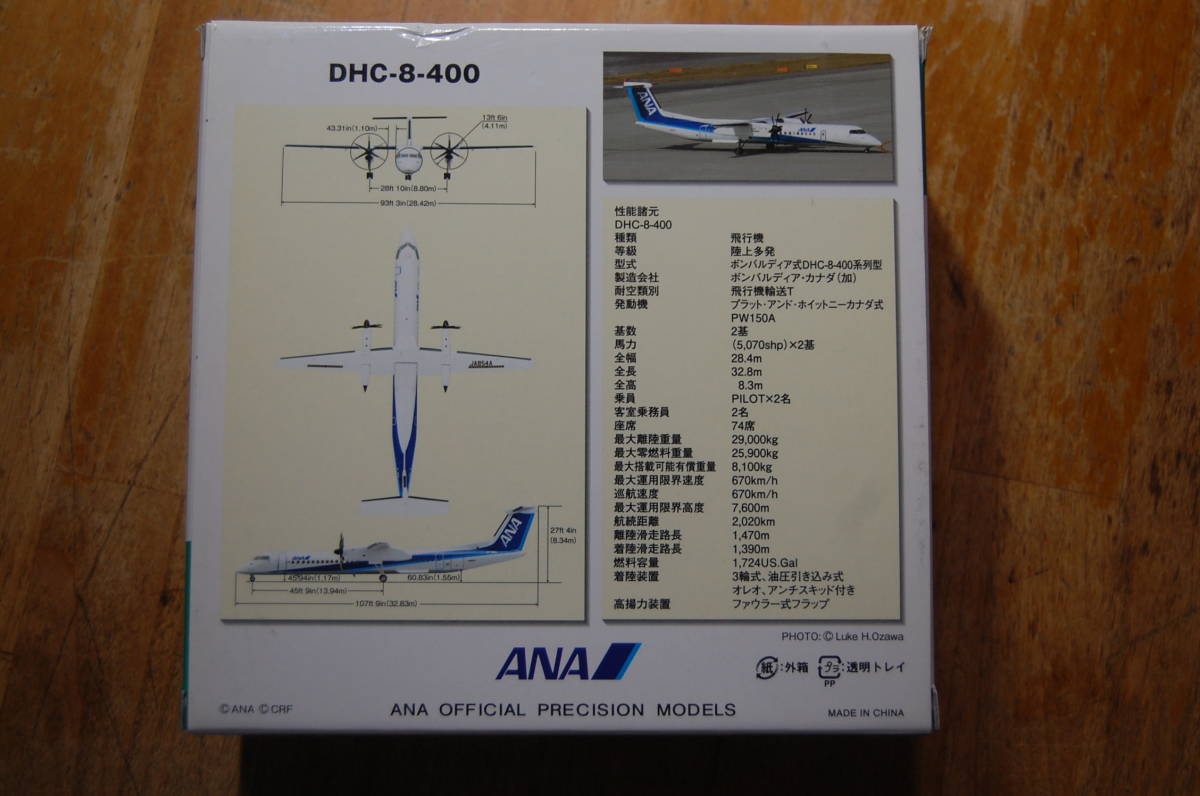 DHC-8-400
43.31in(1.10m)
13ft 6in
(4.11m)
28ft 10in(8.80m)
93ft 3in(28.42m)
JA854A
ANA
ANA
27ft 4in
(8.34m)
45.94in(1.17m)
60.83in(1.55m)
45ft 9in(13.94m)
107ft 9in(32.83m)
ANA
ANA
性能諸元
DHC-8-400
種類 飛行機
等級 陸上多発
型式 ボンバルディア式DHC-8-400系列型
製造会社 ボンバルディア・カナダ(加)
耐空類別 飛行機輸送T
発動機 プラット・アンド・ホイットニーカナダ式
PW150A
基数 2基
馬力 (5,070shp)×2基
全幅 28.4m
全長 32.8m
全高 8.3m
乗員 PILOT×2名
客室乗務員 2名
座席 74席
最大離陸重量 29,000kg
最大零燃料重量 25,900kg
最大搭載可能有償重量 8,100kg
最大運用限界速度 670km/h
巡航速度 670km/h
最大運用限界高度 7,600m
航続距離 2,020km
離陸滑走路長 1,470m
着陸滑走路長 1,390m
燃料容量 1,724US.Gal
着陸装置 3輪式、油圧引き込み式
オレオ、アンチスキッド付き
高揚力装置 ファウラー式フラップ
PHOTO:Ⓒ Luke H.Ozawa
ANA
紙:外箱 プラ:透明トレイ
PP
ⒸANA ⒸCRF
ANA OFFICIAL PRECISION MODELS
MADE IN CHINA